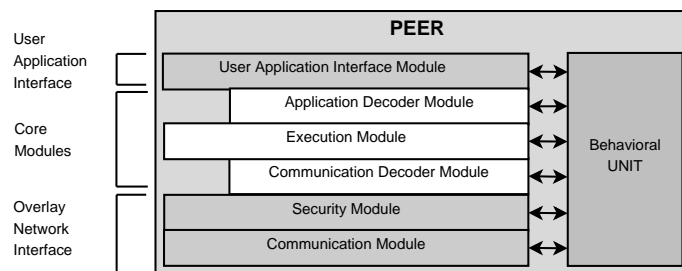 PEER
User
Application
Interface
User Application Interface Module
Application Decoder Module
Core
Modules
Execution Module
Communication Decoder Module
Behavioral
UNIT
Overlay
Network
Interface
Security Module
Communication Module